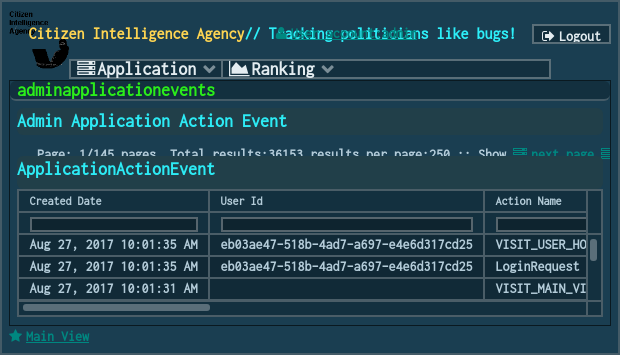 Citizen
Intelligence
Agency
Citizen Intelligence Agency// Tracking politicians like bugs!
Logout
Application Ranking
adminapplicationevents
Admin Application Action Event
Page: 1/145 pages, Total results:36153 results per page:250 :: Show next page
ApplicationActionEvent
Created Date User Id Action Name
Aug 27, 2017 10:01:35 AM eb03ae47-518b-4ad7-a697-e4e6d317cd25 VISIT_USER_HO
Aug 27, 2017 10:01:35 AM eb03ae47-518b-4ad7-a697-e4e6d317cd25 LoginRequest
Aug 27, 2017 10:01:31 AM VISIT_MAIN_VI
Main View